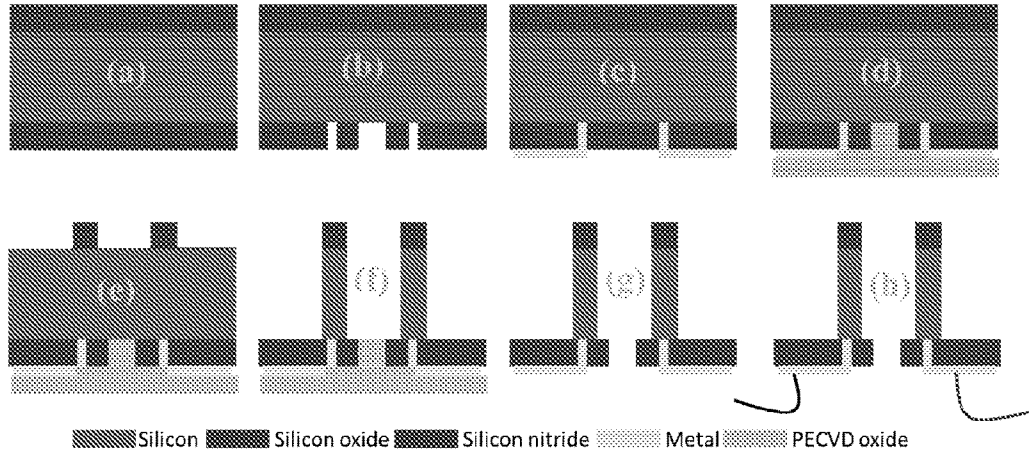 (a) (b) (c) (d)
(e) (f) (g) (h)
Silicon Silicon oxide Silicon nitride Metal PECVD oxide